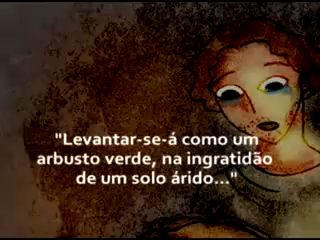 "Levantar-se-á como um
arbusto verde, na ingratidão
de um solo árido..."